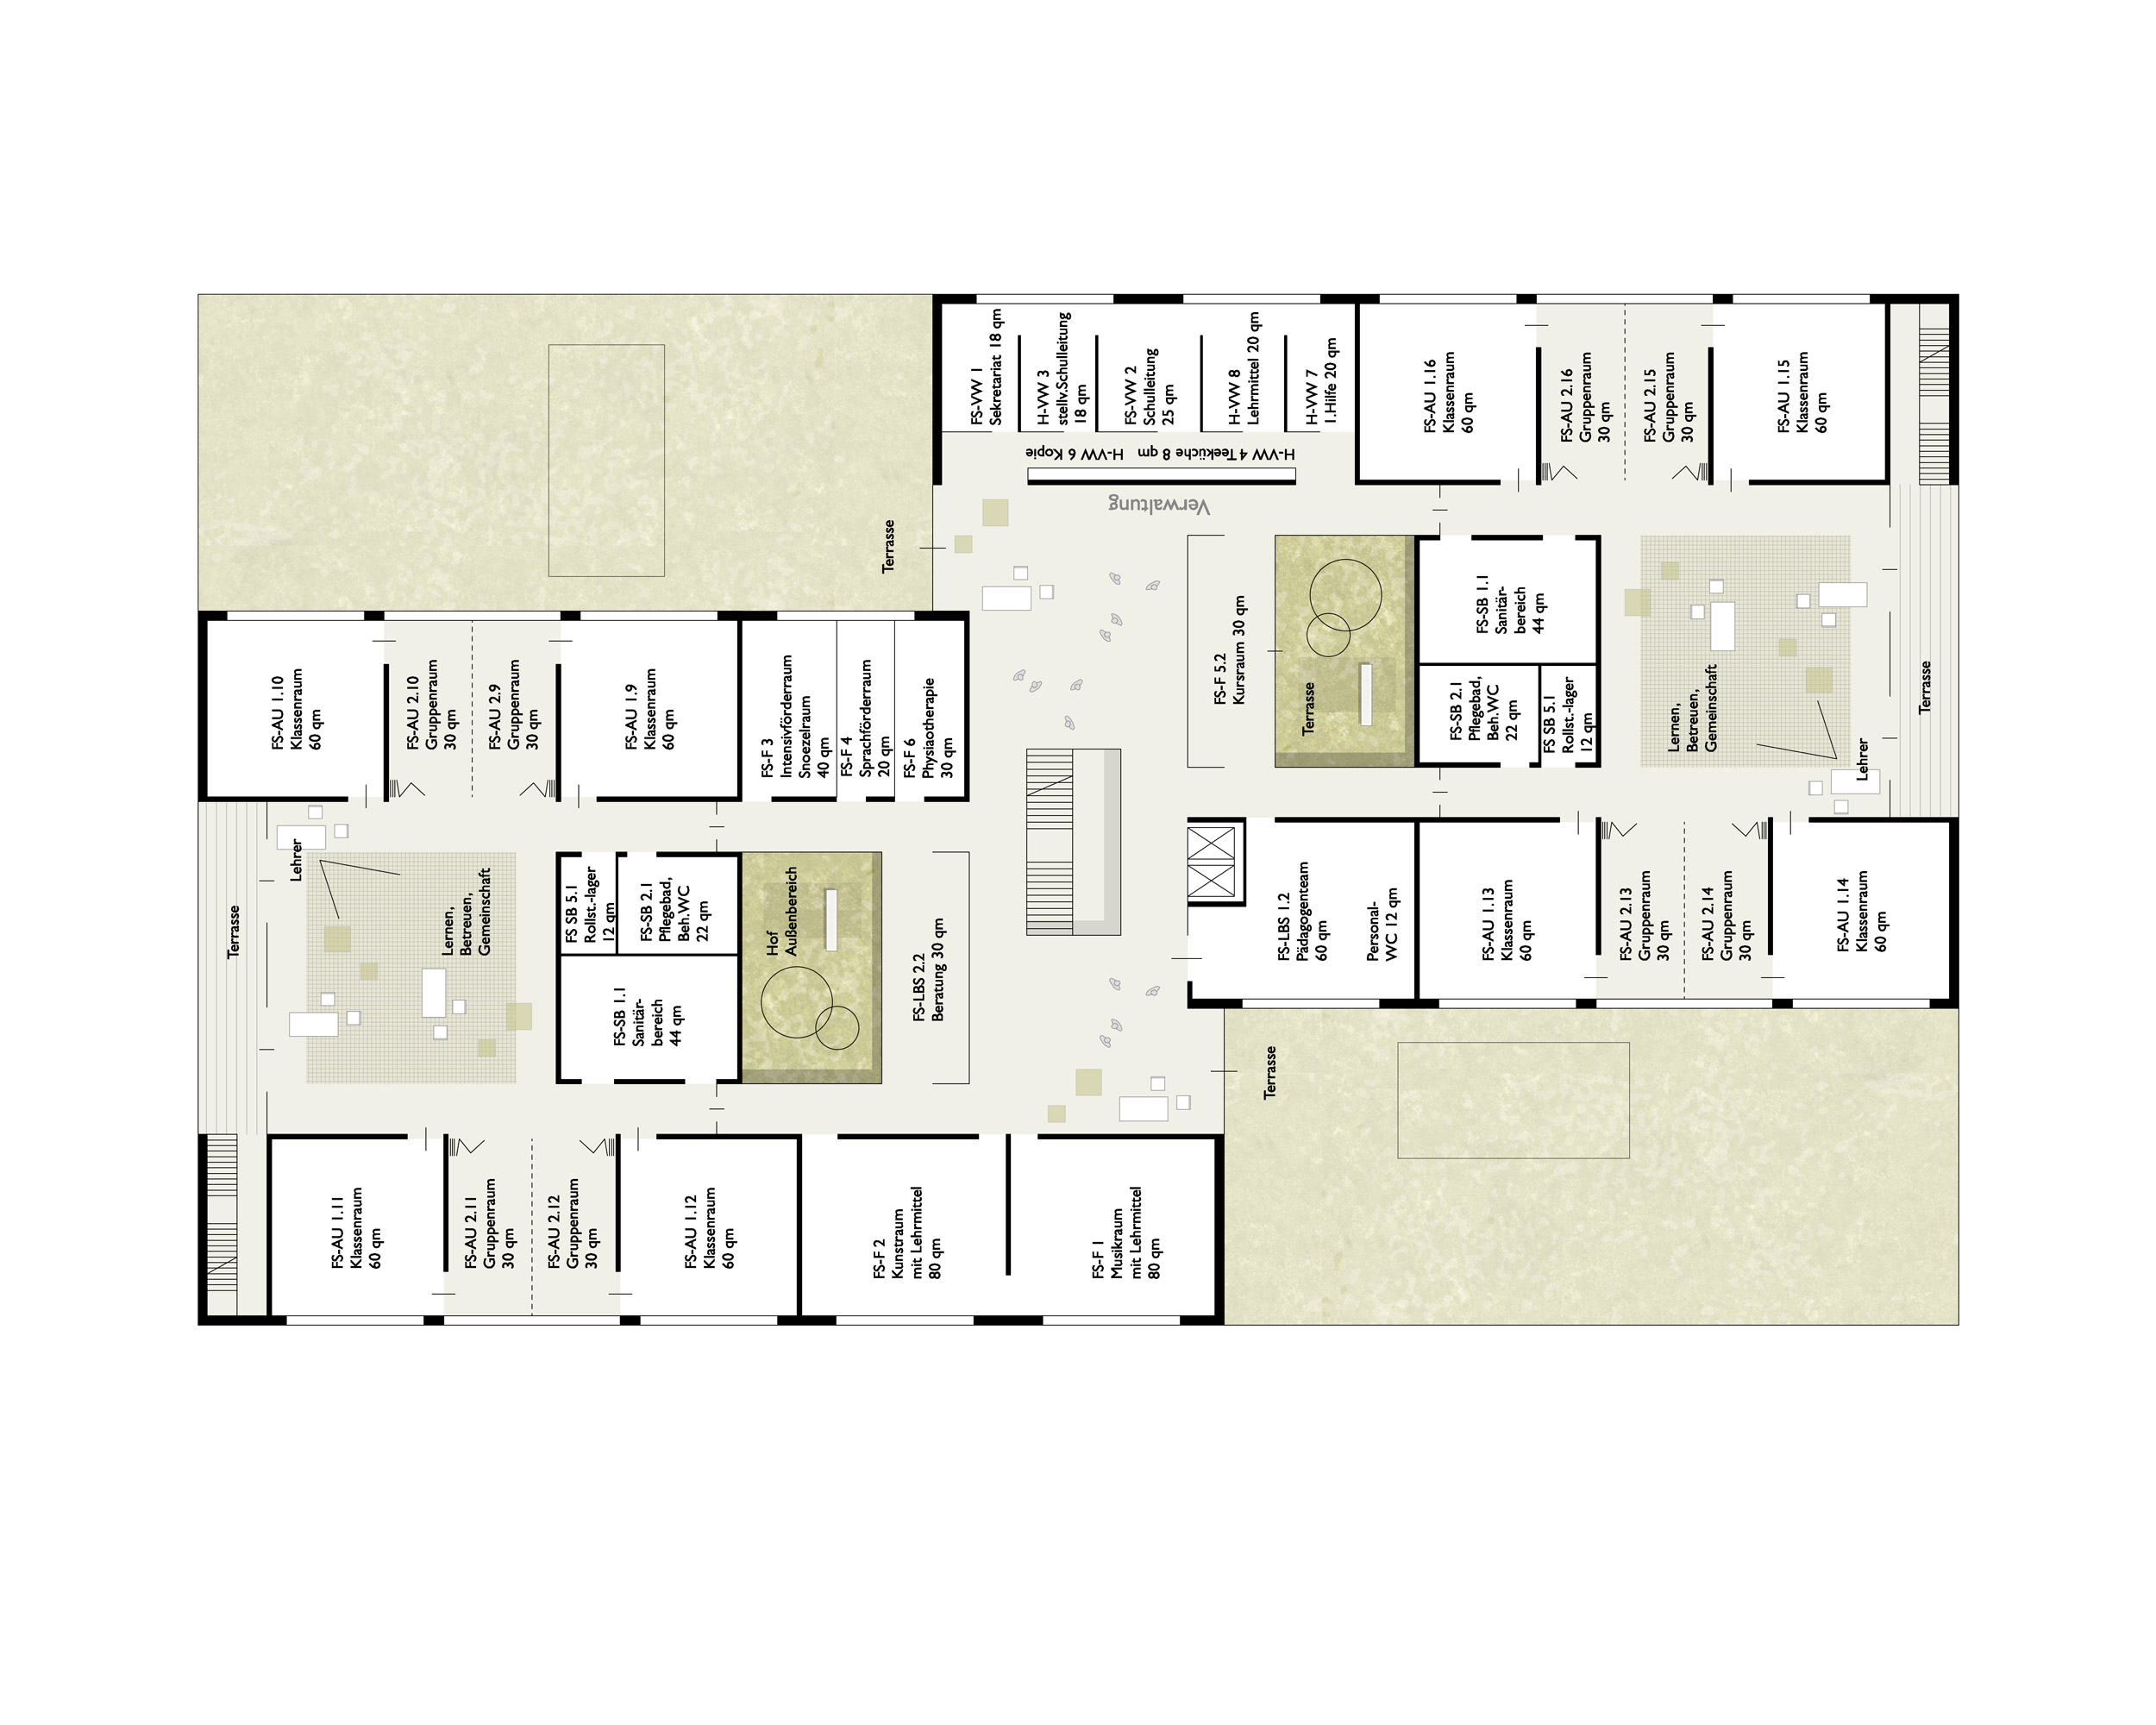 FS-VW 1
Sekretariat 18 qm
H-VW 3
stellv.Schulleitung
18 qm
FS-VW 2
Schulleitung
25 qm
H-VW 8
Lehrmittel 20 qm
H-VW 7
1.Hilfe 20 qm
FS-AU 1.16
Klassenraum
60 qm
FS-AU 2.16
Gruppenraum
30 qm
FS-AU 2.15
Gruppenraum
30 qm
FS-AU 1.15
Klassenraum
60 qm
H-VW 4 Teeküche 8 qm
H-VW 6 Kopie
Verwaltung
Terrasse
FS-AU 1.10
Klassenraum
60 qm
FS-AU 2.10
Gruppenraum
30 qm
FS-AU 2.9
Gruppenraum
30 qm
FS-AU 1.9
Klassenraum
60 qm
FS-F 3
Intensivförderraum
Snoezelraum
40 qm
FS-F 4
Sprachförderraum
20 qm
FS-F 6
Physiaotherapie
30 qm
FS-F 5.2
Kursraum 30 qm
Terrasse
FS-SB 1.1
Sanitär-
bereich
44 qm
FS-SB 2.1
Pflegebad,
Beh.WC
22 qm
FS SB 5.1
Rollst.-lager
12 qm
Lernen,
Betreuen,
Gemeinschaft
Lehrer
Terrasse
Terrasse
Lehrer
Lernen,
Betreuen,
Gemeinschaft
FS SB 5.1
Rollst.-lager
12 qm
FS-SB 2.1
Pflegebad,
Beh.WC
22 qm
FS-SB 1.1
Sanitär-
bereich
44 qm
Hof
Außenbereich
FS-LBS 2.2
Beratung 30 qm
FS-LBS 1.2
Pädagogenteam
60 qm
Personal-
WC 12 qm
FS-AU 1.13
Klassenraum
60 qm
FS-AU 2.13
Gruppenraum
30 qm
FS-AU 2.14
Gruppenraum
30 qm
FS-AU 1.14
Klassenraum
60 qm
Terrasse
FS-AU 1.11
Klassenraum
60 qm
FS-AU 2.11
Gruppenraum
30 qm
FS-AU 2.12
Gruppenraum
30 qm
FS-AU 1.12
Klassenraum
60 qm
FS-F 2
Kunstraum
mit Lehrmittel
80 qm
FS-F 1
Musikraum
mit Lehrmittel
80 qm